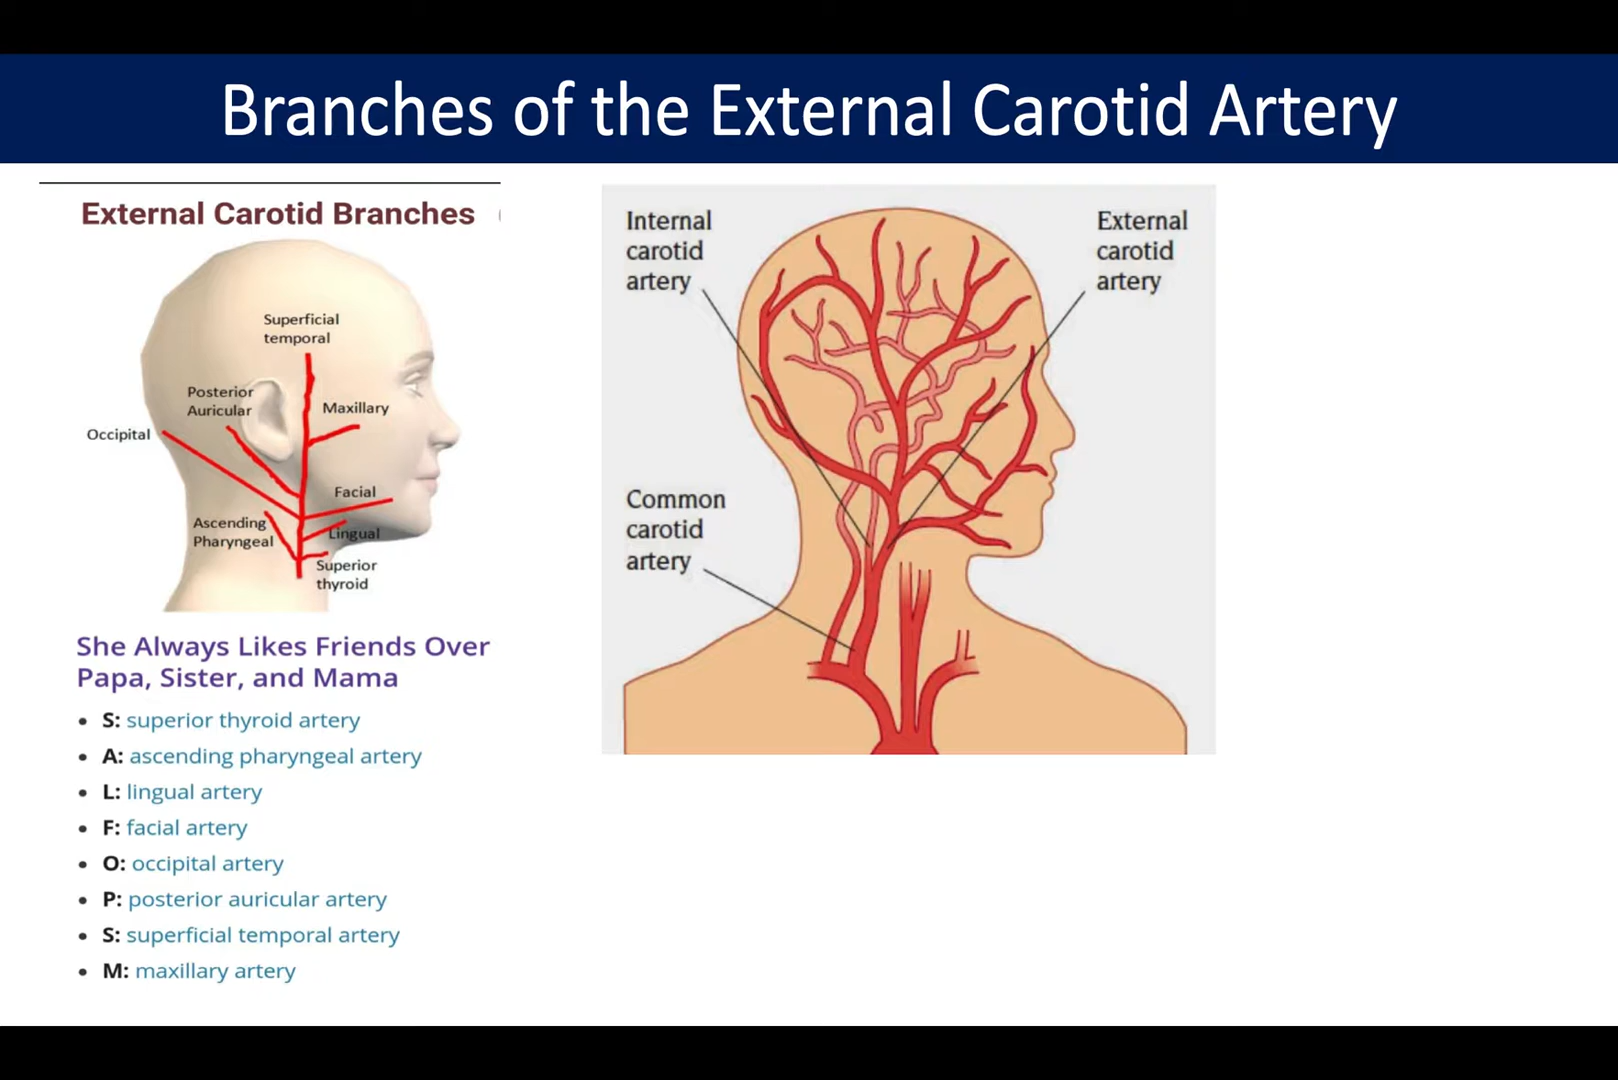 Branches of the External Carotid Artery
External Carotid Branches
Superficial
temporal
Posterior
Auricular
Maxillary
Occipital
Facial
Ascending
Pharyngeal
Lingual
Superior
thyroid
She Always Likes Friends Over
Papa, Sister, and Mama
• S: superior thyroid artery
• A: ascending pharyngeal artery
• L: lingual artery
• F: facial artery
• O: occipital artery
• P: posterior auricular artery
• S: superficial temporal artery
• M: maxillary artery
Internal
carotid
artery
External
carotid
artery
Common
carotid
artery